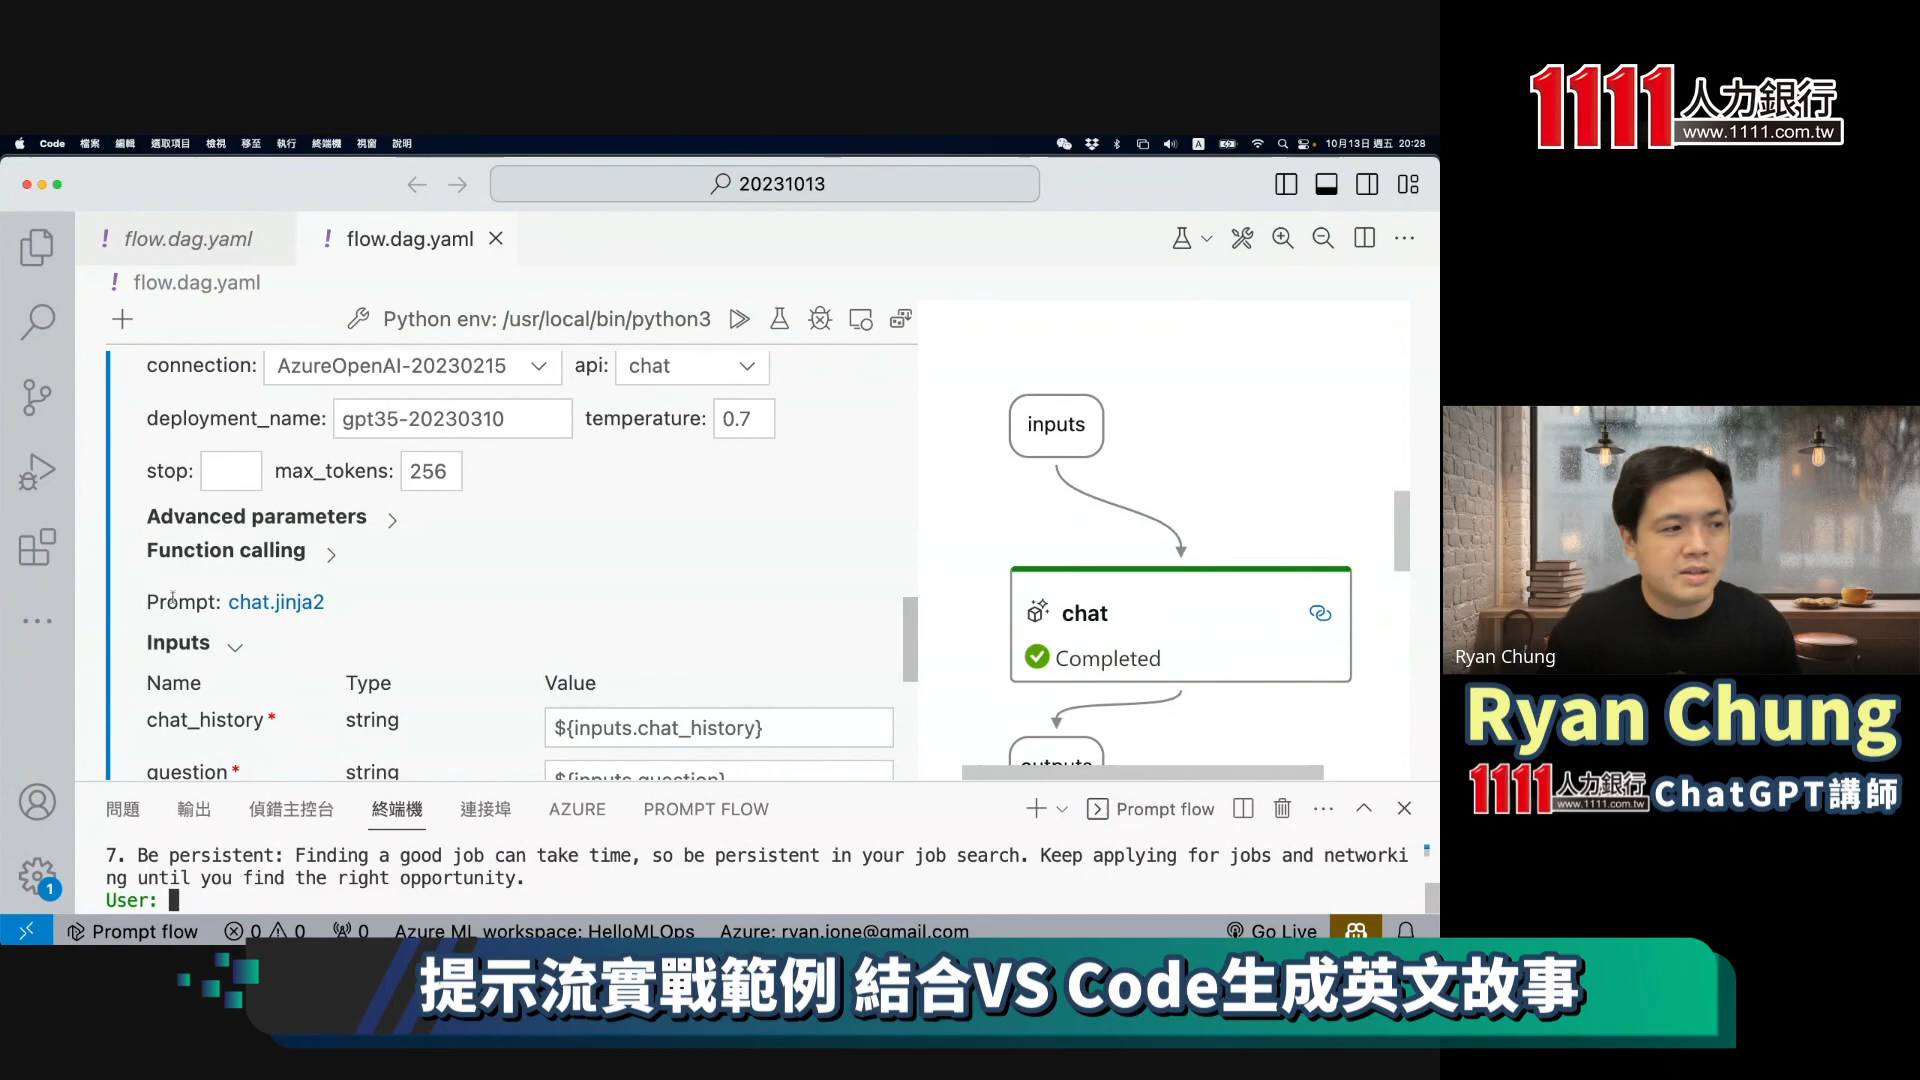 Code 檔案 編輯 選取項目 檢視 移至 執行 終端機 視窗 說明
A
10月13日 週五 20:28
20231013
! flow.dag.yaml
! flow.dag.yaml
! flow.dag.yaml
Python env: /usr/local/bin/python3
connection: AzureOpenAI-20230215 api: chat
deployment_name: gpt35-20230310 temperature: 0.7
stop: max_tokens: 256
Advanced parameters
Function calling
Prompt: chat.jinja2
Inputs
Name Type Value
chat_history* string ${inputs.chat_history}
question* string ${inputs.question}
inputs
chat
Completed
outputs
問題 輸出 偵錯主控台 終端機 連接埠 AZURE PROMPT FLOW
Prompt flow
7. Be persistent: Finding a good job can take time, so be persistent in your job search. Keep applying for jobs and networki
ng until you find the right opportunity.
User:
1
Prompt flow 0 0 0 Azure ML workspace: HelloMLOps Azure: ryan.ione@gmail.com Go Live
提示流實戰範例 結合VS Code生成英文故事
1111人力銀行
www.1111.com.tw
Ryan Chung
Ryan Chung
1111人力銀行 ChatGPT講師
www.1111.com.tw